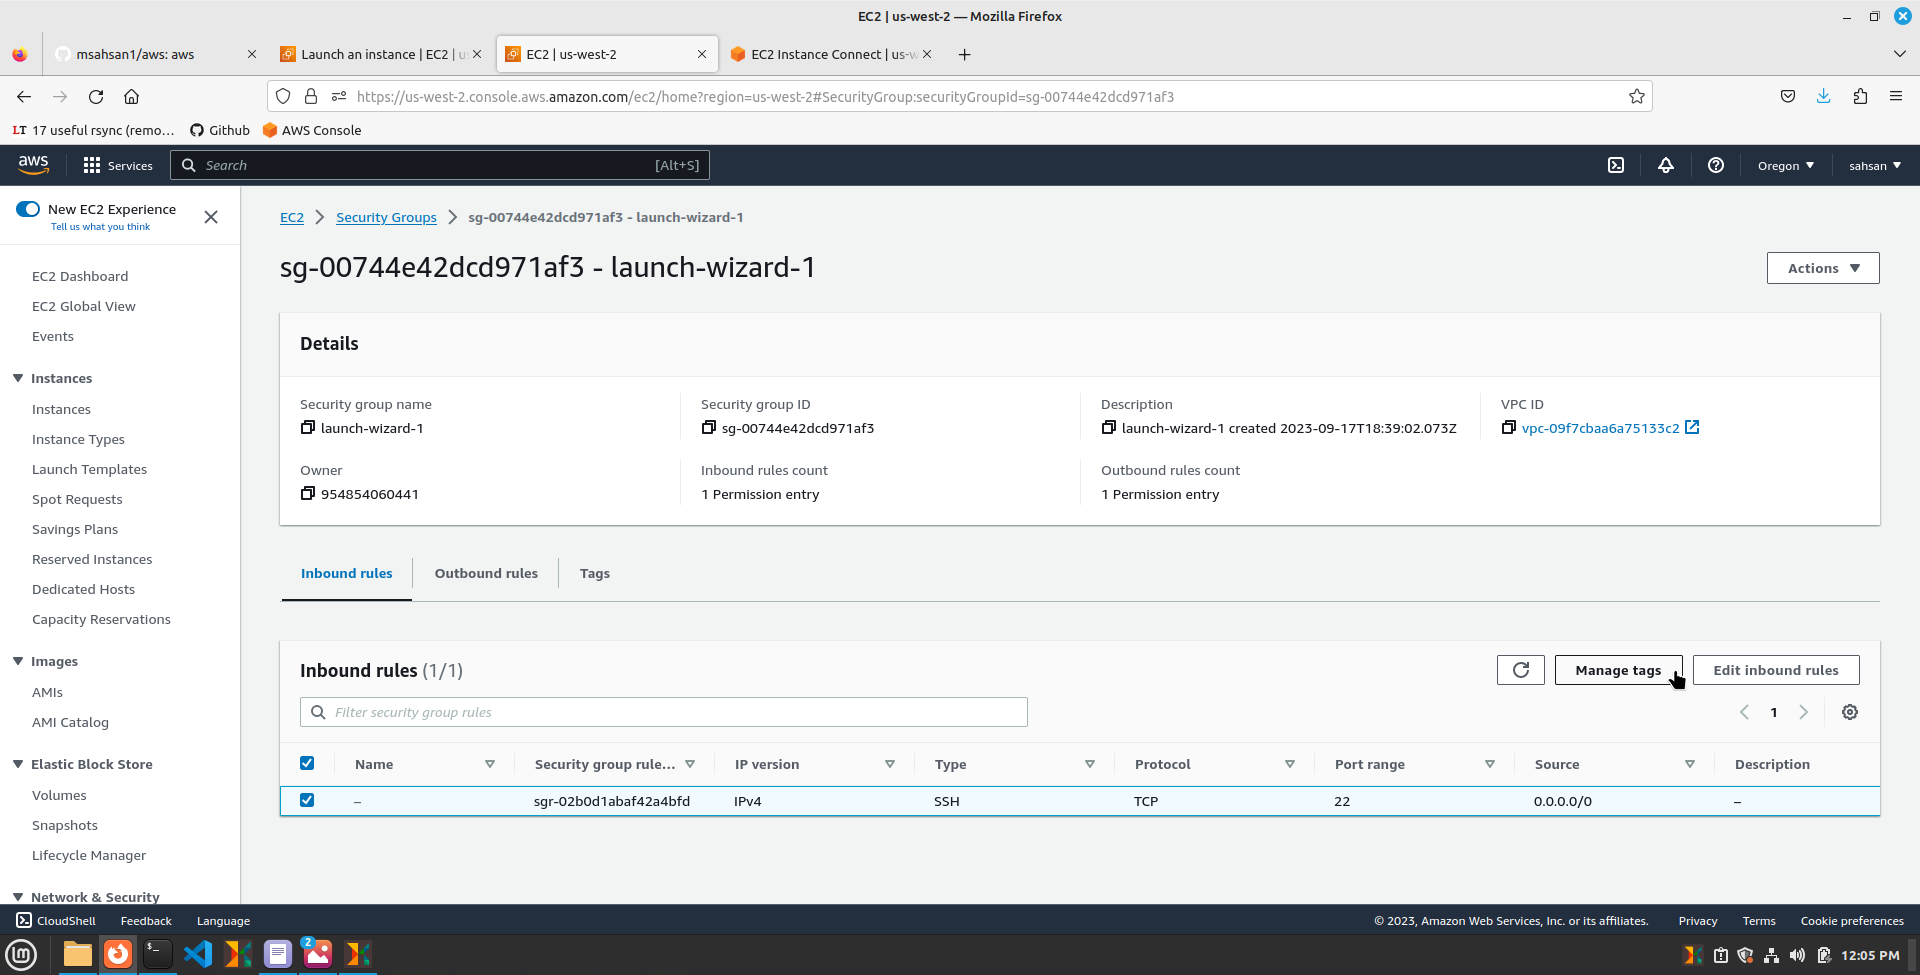 EC2 | us-west-2 — Mozilla Firefox
msahsan1/aws: aws
Launch an instance | EC2 | u
EC2 | us-west-2
EC2 Instance Connect | us-w
https://us-west-2.console.aws.amazon.com/ec2/home?region=us-west-2#SecurityGroup:securityGroupId=sg-00744e42dcd971af3
LT 17 useful rsync (remo…
Github
AWS Console
aws
Services
Search
[Alt+S]
Oregon
sahsan
New EC2 Experience
Tell us what you think
EC2 Dashboard
EC2 Global View
Events
Instances
Instances
Instance Types
Launch Templates
Spot Requests
Savings Plans
Reserved Instances
Dedicated Hosts
Capacity Reservations
Images
AMIs
AMI Catalog
Elastic Block Store
Volumes
Snapshots
Lifecycle Manager
Network & Security
EC2 > Security Groups > sg-00744e42dcd971af3 - launch-wizard-1
sg-00744e42dcd971af3 - launch-wizard-1
Actions
Details
Security group name
launch-wizard-1
Security group ID
sg-00744e42dcd971af3
Description
launch-wizard-1 created 2023-09-17T18:39:02.073Z
VPC ID
vpc-09f7cbaa6a75133c2
Owner
954854060441
Inbound rules count
1 Permission entry
Outbound rules count
1 Permission entry
Inbound rules
Outbound rules
Tags
Inbound rules (1/1)
Manage tags
Edit inbound rules
Filter security group rules
1
Name Security group rule... IP version Type Protocol Port range Source Description
– sgr-02b0d1abaf42a4bfd IPv4 SSH TCP 22 0.0.0.0/0 –
CloudShell
Feedback
Language
© 2023, Amazon Web Services, Inc. or its affiliates.
Privacy
Terms
Cookie preferences
2
12:05 PM